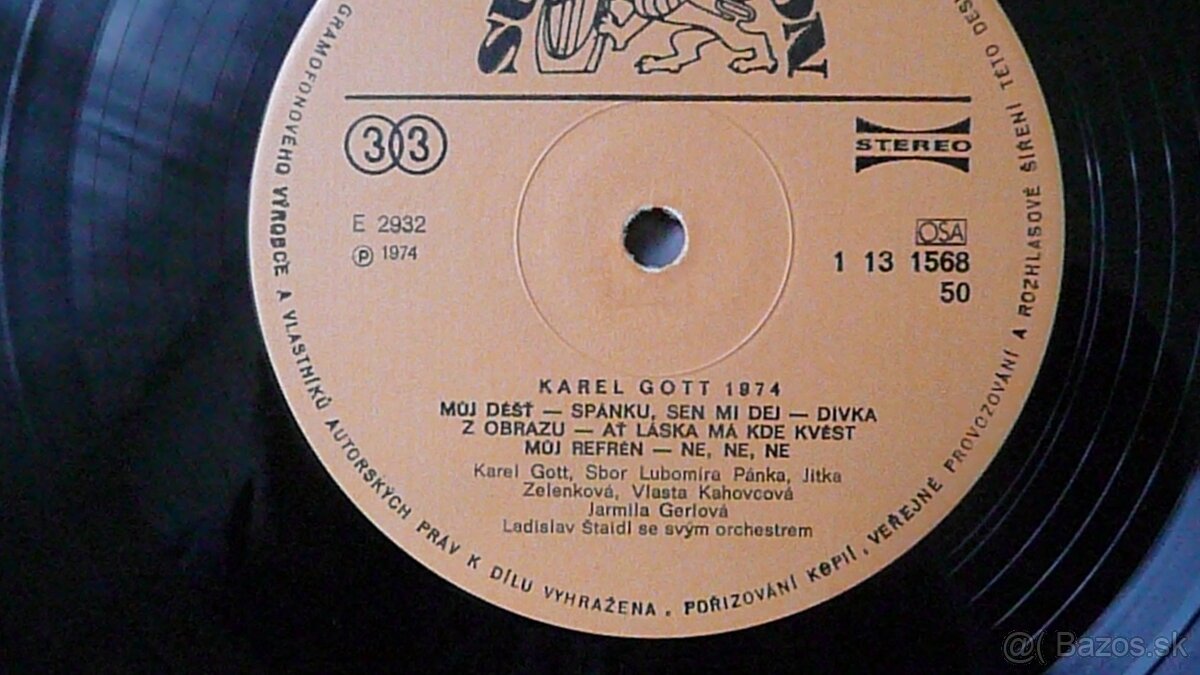 33
STEREO
E 2932
Ⓟ 1974
OSA
1 13 1568
50
KAREL GOTT 1974
MŮJ DÉŠŤ — SPÁNKU, SEN MI DEJ — DÍVKA
Z OBRAZU — AŤ LÁSKA MÁ KDE KVÉST
MŮJ REFRÉN — NE, NE, NE
Karel Gott, Sbor Lubomíra Pánka, Jitka
Zelenková, Vlasta Kahovcová
Jarmila Gerlová
Ladislav Štaidl se svým orchestrem
GRAMOFONOVÉHO VÝROBCE A VLASTNÍKŮ AUTORSKÝCH PRÁV K DÍLU VYHRAŽENA. POŘIZOVÁNÍ KOPIÍ, VEŘEJNÉ PROVOZOVÁNÍ A ROZHLASOVÉ ŠÍŘENÍ TÉTO DES
@( Bazos.sk